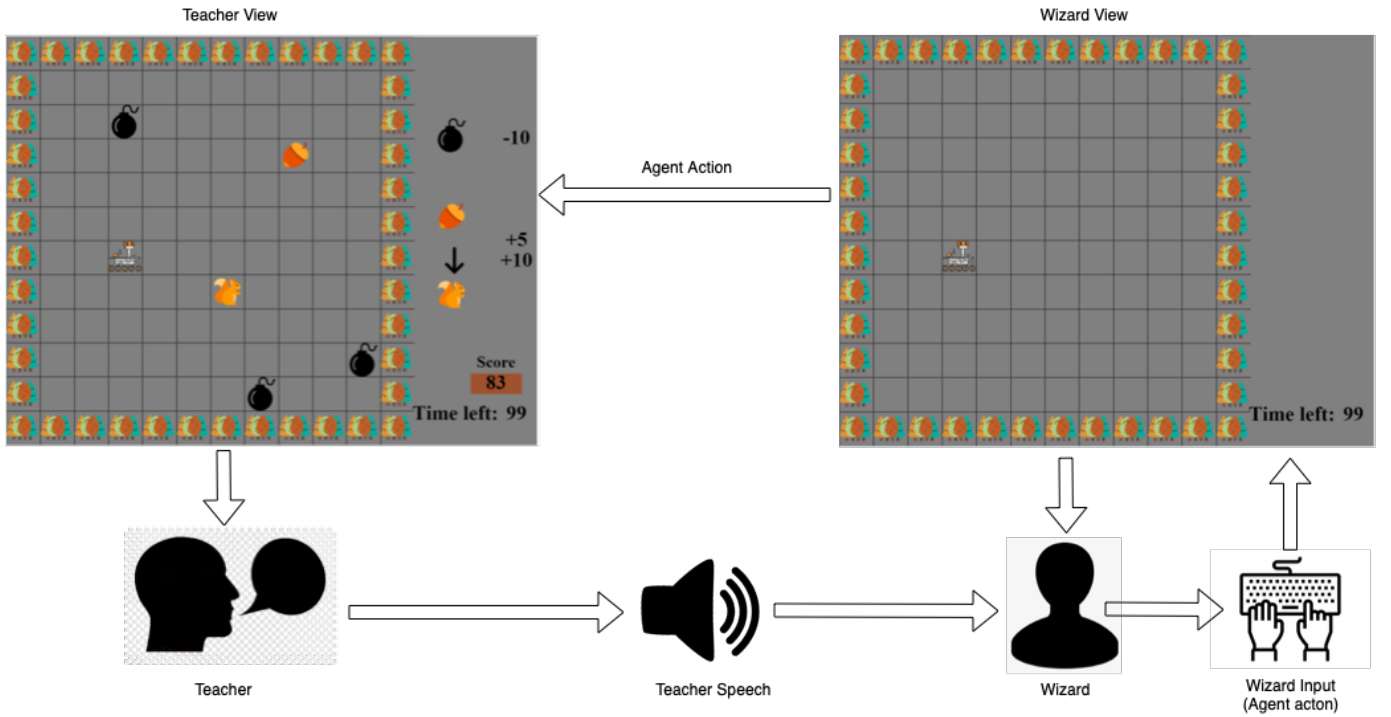 Teacher View
Wizard View
-10
+5
+10
Score
83
Time left: 99
Agent Action
Time left: 99
Teacher
Teacher Speech
Wizard
Wizard Input
(Agent acton)